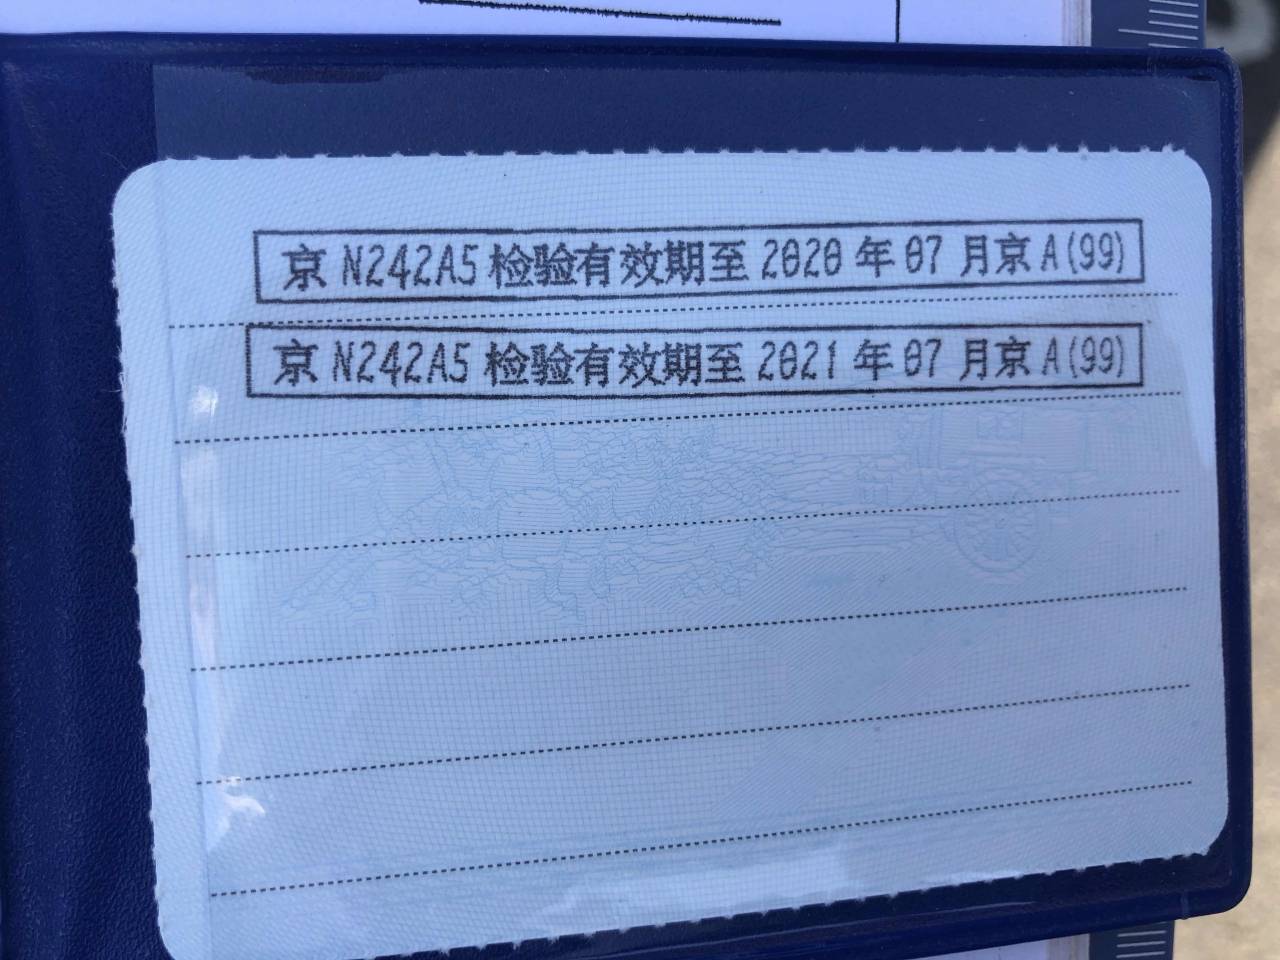 京 N242A5 检验有效期至 2020 年 07 月京 A(99)
京 N242A5 检验有效期至 2021 年 07 月京 A(99)